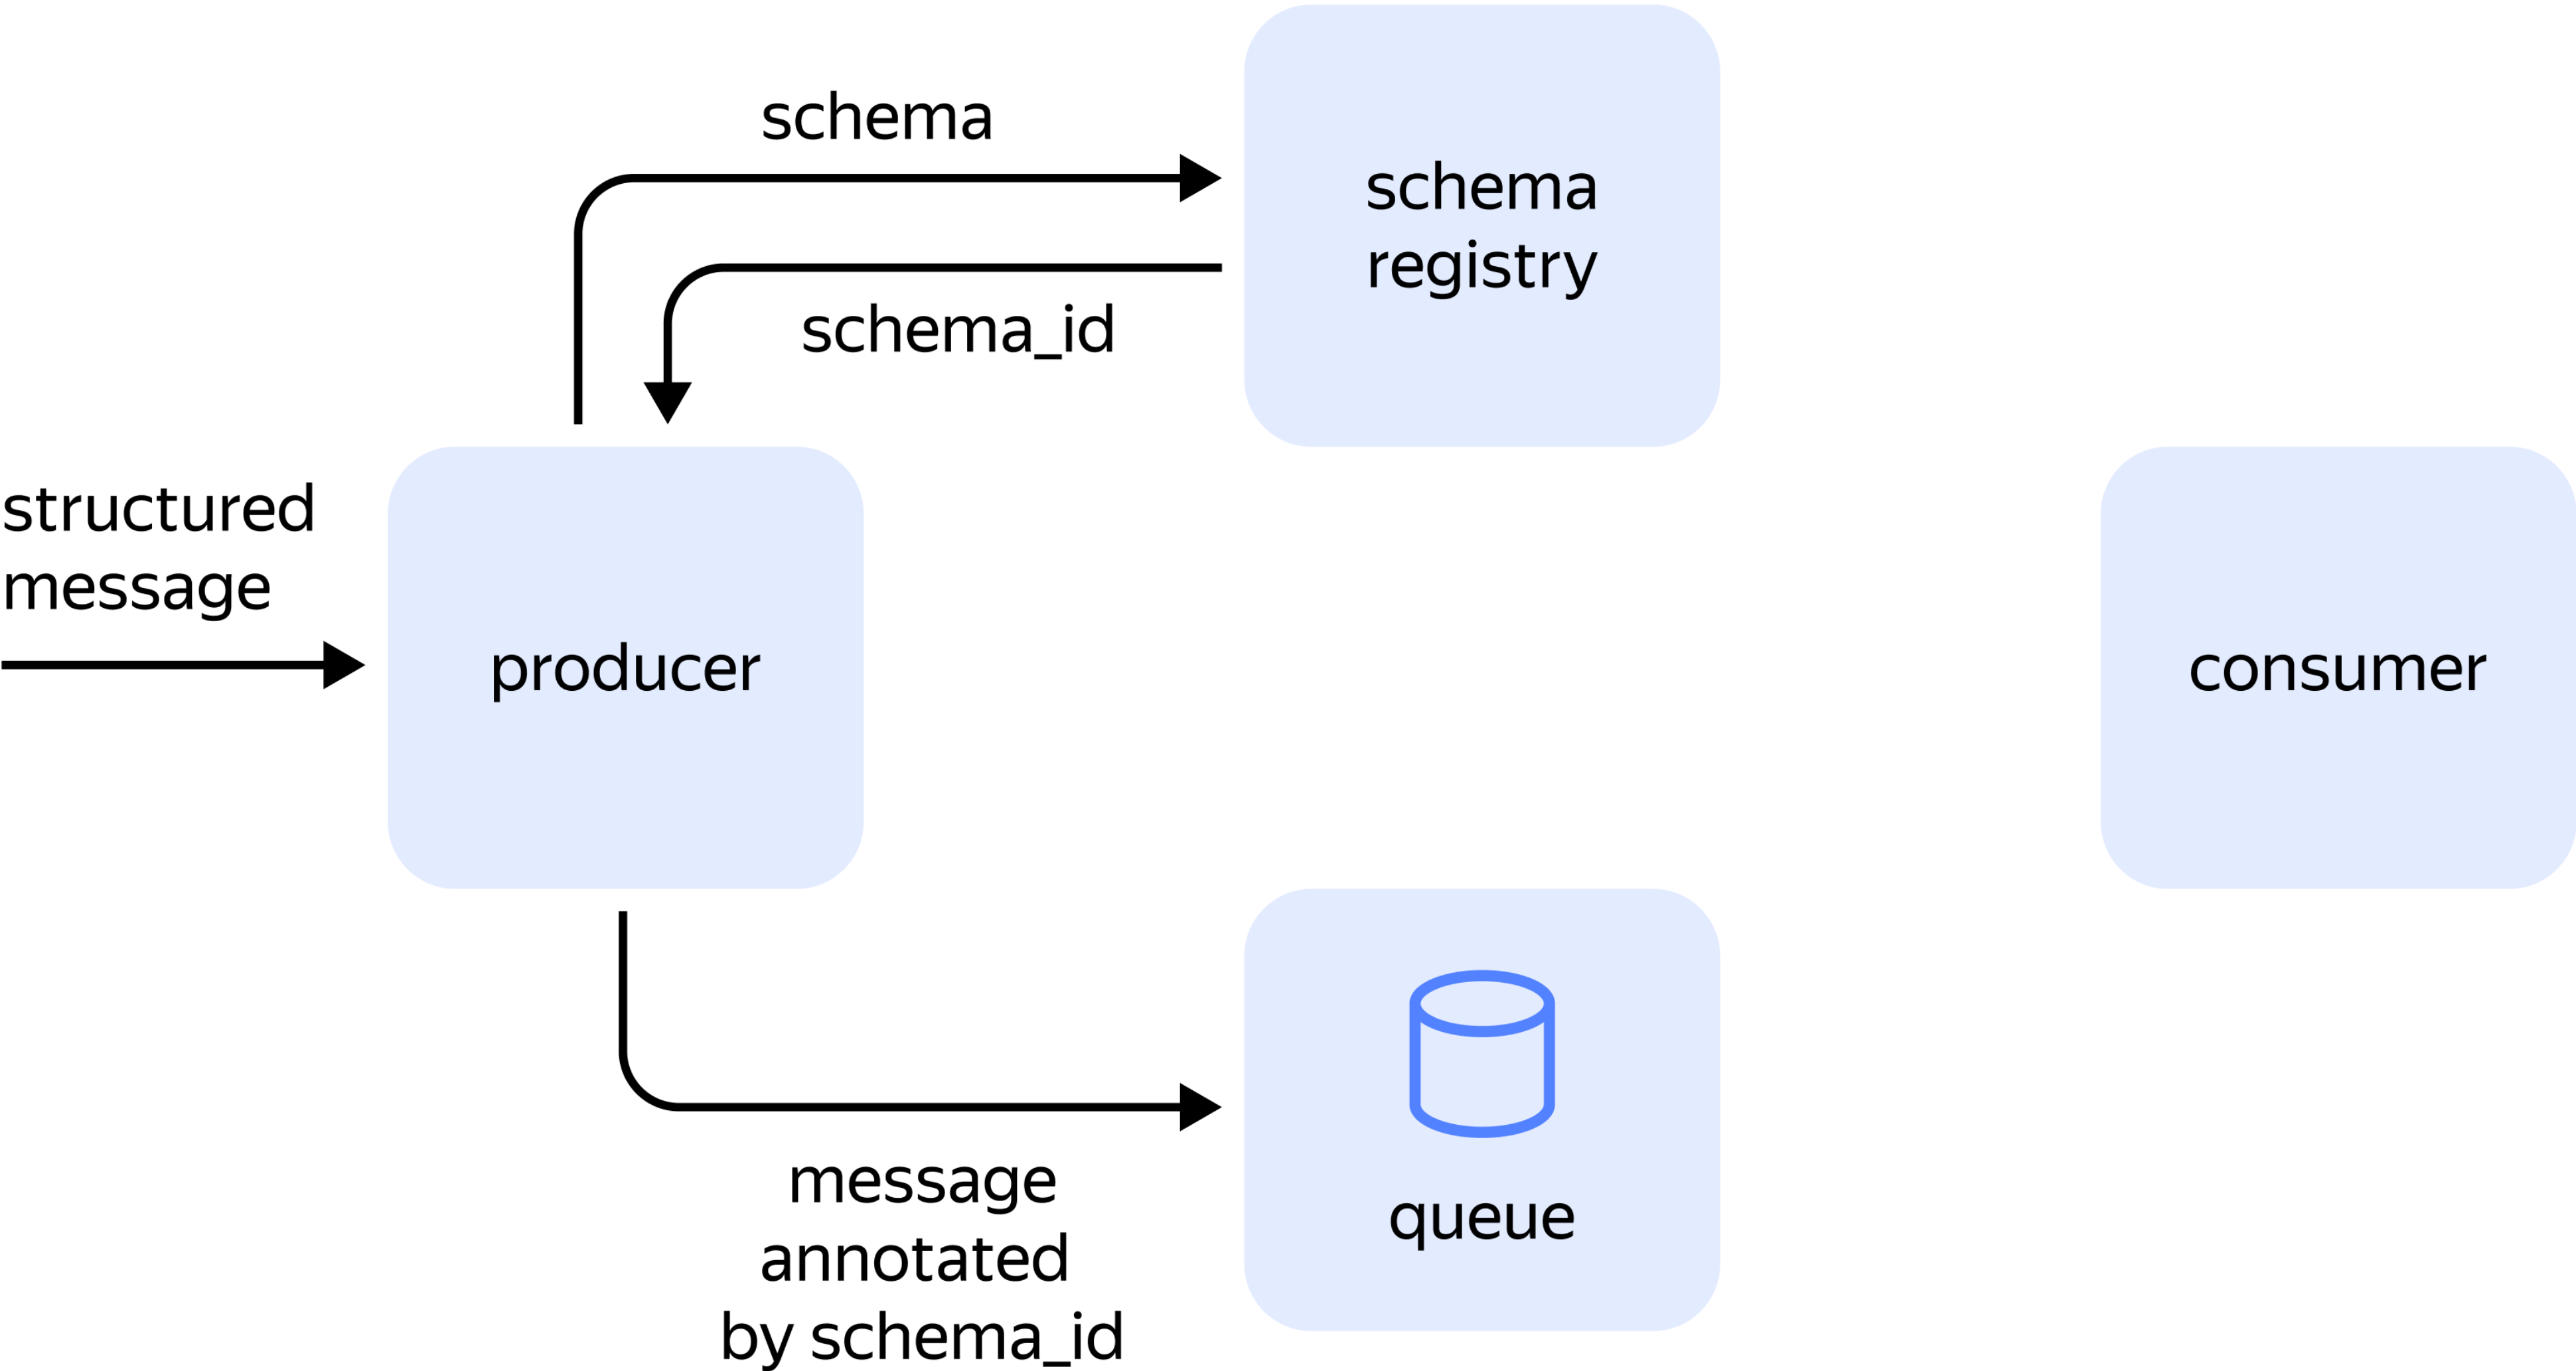 schema
schema
registry
schema_id
structured
message
producer
consumer
message
annotated
by schema_id
queue